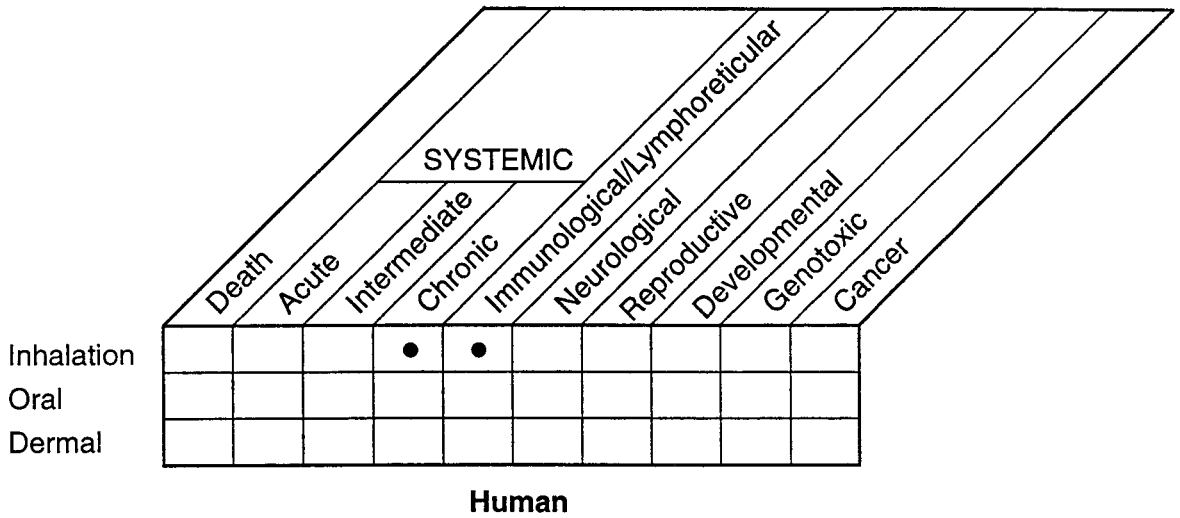 SYSTEMIC
Death
Acute
Intermediate
Chronic
Immunological/Lymphoreticular
Neurological
Reproductive
Developmental
Genotoxic
Cancer
Inhalation
Oral
Dermal
Human